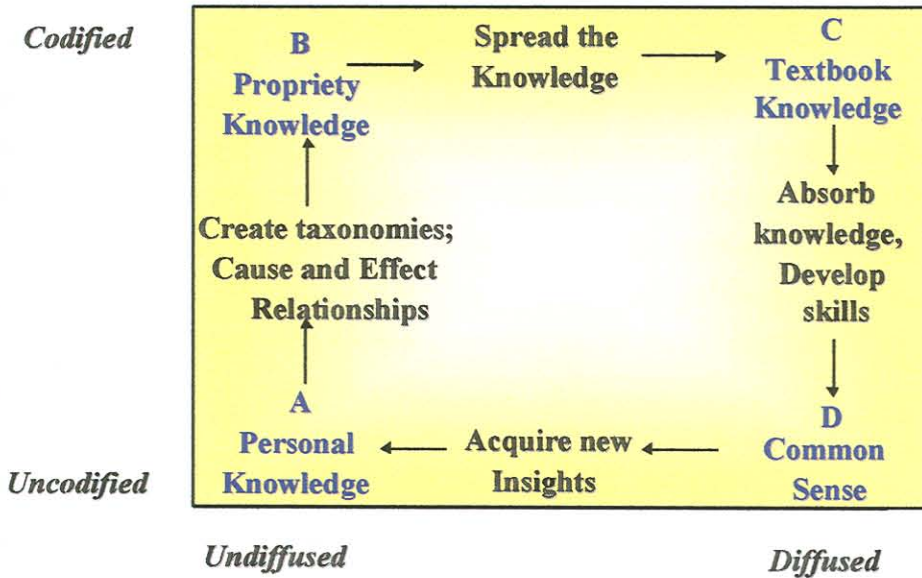 Codified
B
Propriety
Knowledge
Spread the
Knowledge
C
Textbook
Knowledge
Create taxonomies;
Cause and Effect
Relationships
Absorb
knowledge,
Develop
skills
A
Personal
Knowledge
Acquire new
Insights
D
Common
Sense
Uncodified
Undiffused
Diffused